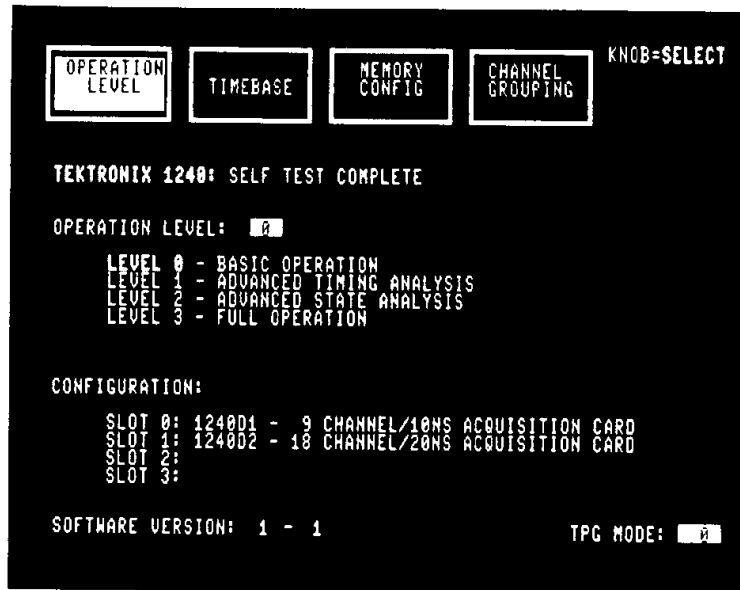 KNOB=SELECT
OPERATION LEVEL
TIMEBASE
MEMORY CONFIG
CHANNEL GROUPING
TEKTRONIX 1240: SELF TEST COMPLETE
OPERATION LEVEL: 0
LEVEL 0 - BASIC OPERATION
LEVEL 1 - ADVANCED TIMING ANALYSIS
LEVEL 2 - ADVANCED STATE ANALYSIS
LEVEL 3 - FULL OPERATION
CONFIGURATION:
SLOT 0: 1240D1 - 9 CHANNEL/10NS ACQUISITION CARD
SLOT 1: 1240D2 - 18 CHANNEL/20NS ACQUISITION CARD
SLOT 2:
SLOT 3:
SOFTWARE VERSION: 1 - 1
TPG MODE: 0